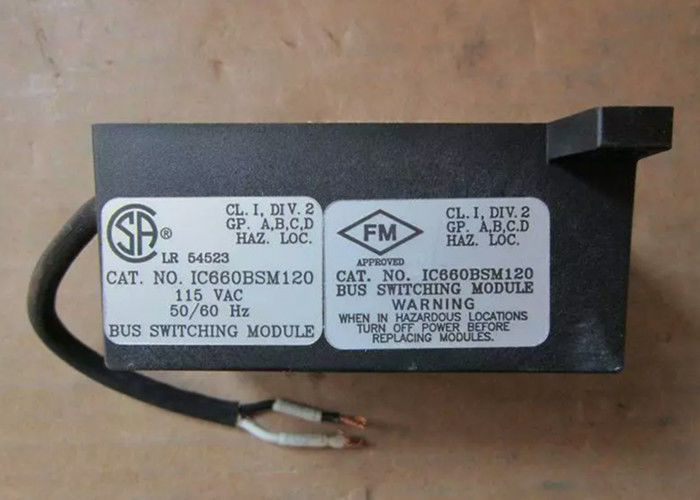 SA®
CL. I, DIV. 2
GP. A,B,C,D
HAZ. LOC.
LR 54523
CAT. NO. IC660BSM120
115 VAC
50/60 Hz
BUS SWITCHING MODULE
FM
APPROVED
CL. I, DIV. 2
GP. A,B,C,D
HAZ. LOC.
CAT. NO. IC660BSM120
BUS SWITCHING MODULE
WARNING
WHEN IN HAZARDOUS LOCATIONS
TURN OFF POWER BEFORE
REPLACING MODULES.